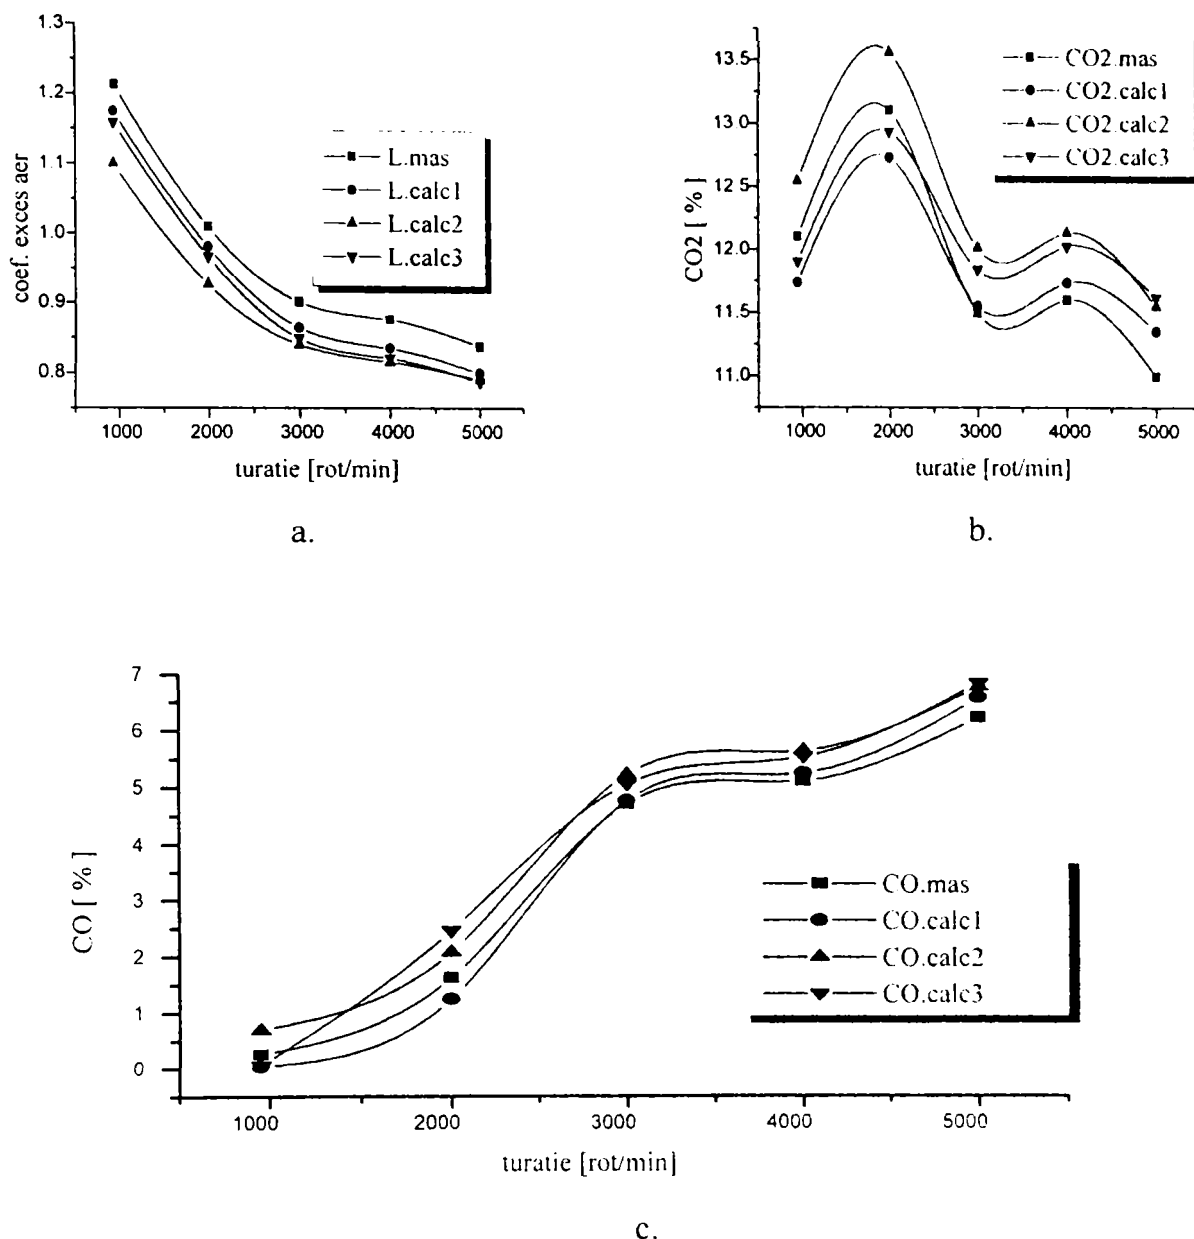 1.3
1.2
1.1
1.0
0.9
0.8
coef. exces aer
L.mas
L.calc1
L.calc2
L.calc3
1000 2000 3000 4000 5000
turatie [rot/min]
a.
13.5
13.0
12.5
12.0
11.5
11.0
CO2 [ % ]
CO2.mas
CO2.calc1
CO2.calc2
CO2.calc3
1000 2000 3000 4000 5000
turatie [rot/min]
b.
7
6
5
4
3
2
1
0
CO [ % ]
CO.mas
CO.calc1
CO.calc2
CO.calc3
1000 2000 3000 4000 5000
turatie [rot/min]
c.